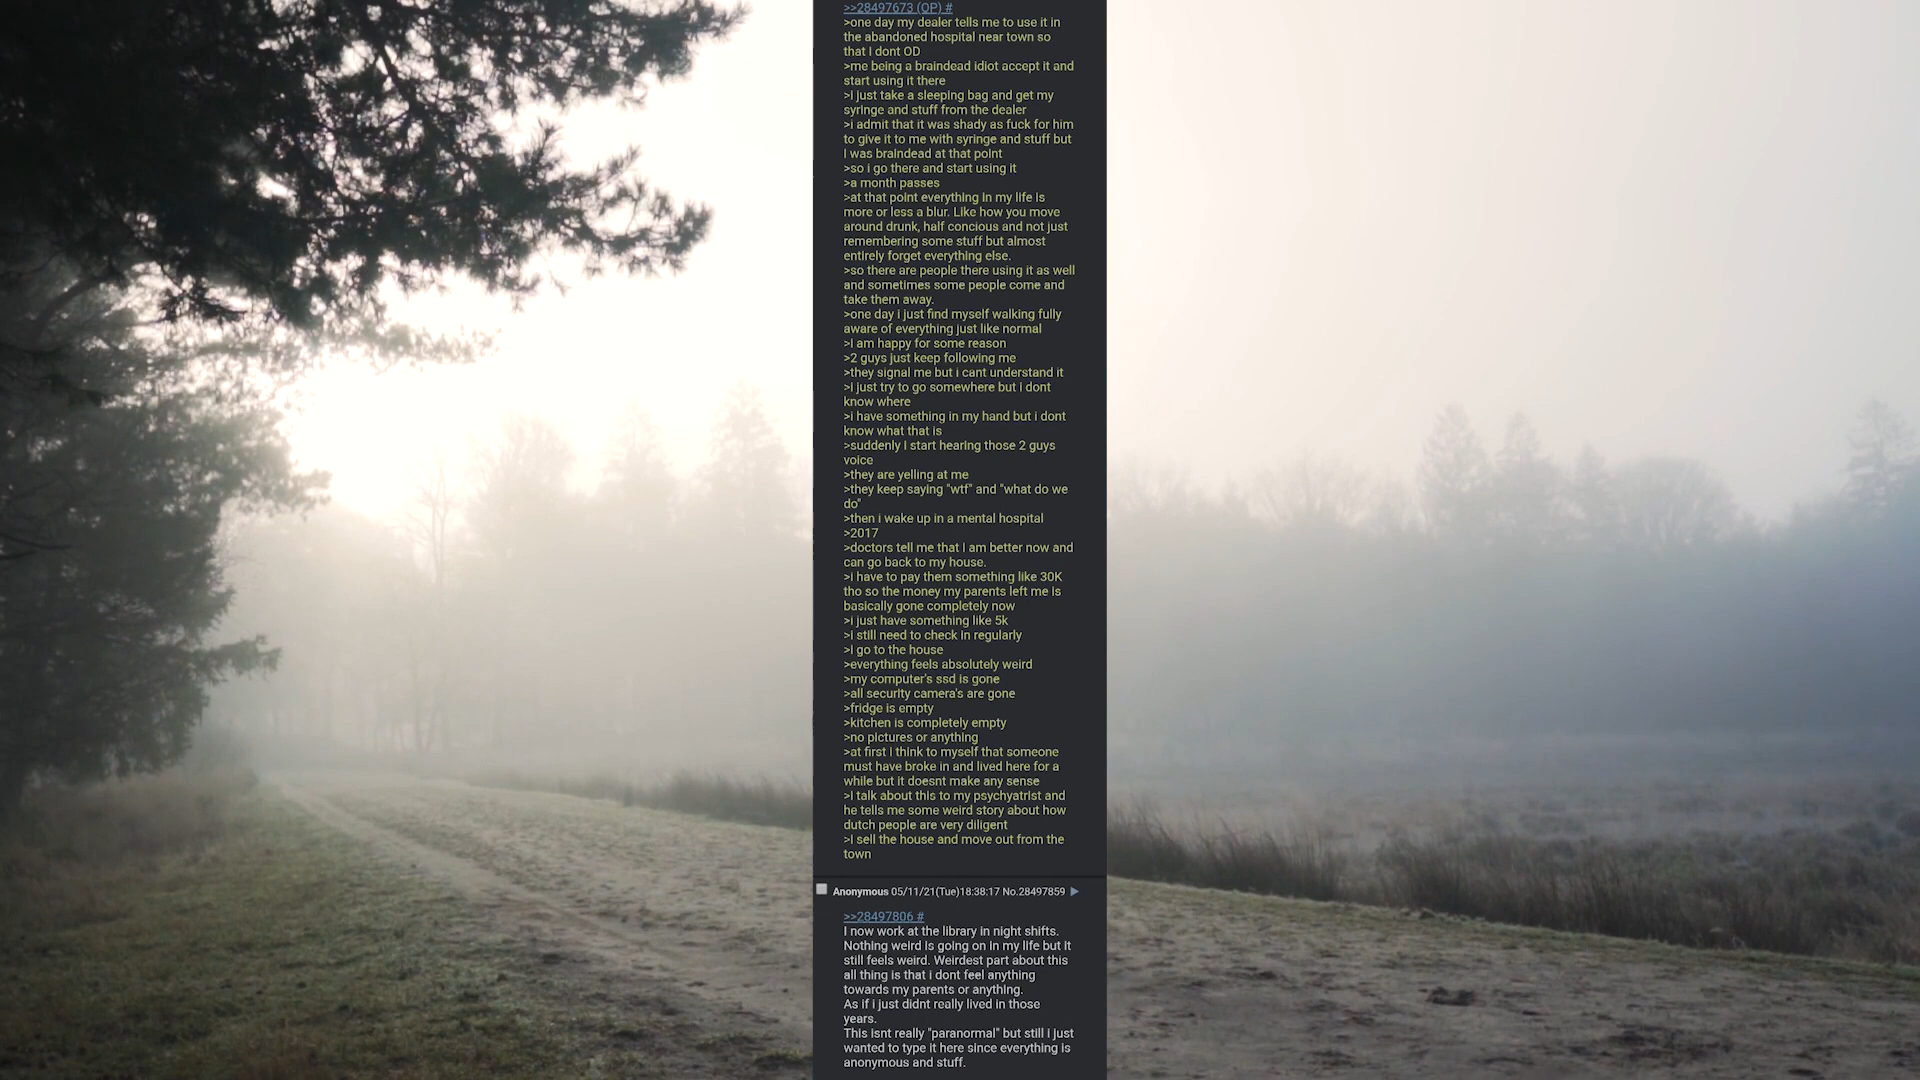 >>28497673 (OP) #
>one day my dealer tells me to use it in
the abandoned hospital near town so
that I dont OD
>me being a braindead idiot accept it and
start using it there
>I just take a sleeping bag and get my
syringe and stuff from the dealer
>i admit that it was shady as fuck for him
to give it to me with syringe and stuff but
I was braindead at that point
>so i go there and start using it
>a month passes
>at that point everything in my life is
more or less a blur. Like how you move
around drunk, half concious and not just
remembering some stuff but almost
entirely forget everything else.
>so there are people there using it as well
and sometimes some people come and
take them away.
>one day i just find myself walking fully
aware of everything just like normal
>I am happy for some reason
>2 guys just keep following me
>they signal me but i cant understand it
>i just try to go somewhere but i dont
know where
>i have something in my hand but i dont
know what that is
>suddenly I start hearing those 2 guys
voice
>they are yelling at me
>they keep saying "wtf" and "what do we
do"
>then i wake up in a mental hospital
>2017
>doctors tell me that I am better now and
can go back to my house.
>i have to pay them something like 30K
tho so the money my parents left me is
basically gone completely now
>i just have something like 5k
>i still need to check in regularly
>I go to the house
>everything feels absolutely weird
>my computer's ssd is gone
>all security camera's are gone
>fridge is empty
>kitchen is completely empty
>no pictures or anything
>at first I think to myself that someone
must have broke in and lived here for a
while but it doesnt make any sense
>I talk about this to my psychyatrist and
he tells me some weird story about how
dutch people are very diligent
>I sell the house and move out from the
town
Anonymous 05/11/21(Tue)18:38:17 No.28497859
>>28497806 #
I now work at the library in night shifts.
Nothing weird is going on in my life but it
still feels weird. Weirdest part about this
all thing is that i dont feel anything
towards my parents or anything.
As if i just didnt really lived in those
years.
This isnt really "paranormal" but still i just
wanted to type it here since everything is
anonymous and stuff.